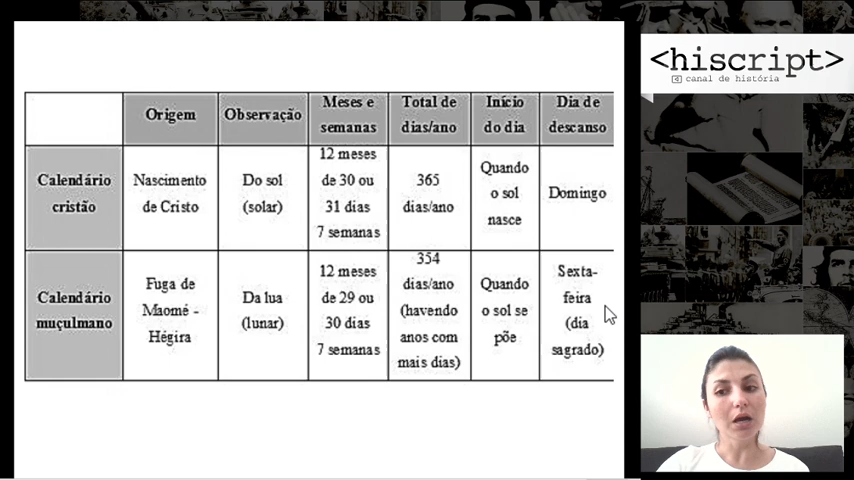 <hiscript>
canal de história
Origem
Observação
Meses e
semanas
Total de
dias/ano
Início
do dia
Dia de
descanso
Calendário
cristão
Nascimento
de Cristo
Do sol
(solar)
12 meses
de 30 ou
31 dias
7 semanas
365
dias/ano
Quando
o sol
nasce
Domingo
Calendário
muçulmano
Fuga de
Maomé -
Hégira
Da lua
(lunar)
12 meses
de 29 ou
30 dias
7 semanas
354
dias/ano
(havendo
anos com
mais dias)
Quando
o sol se
põe
Sexta-
feira
(dia
sagrado)